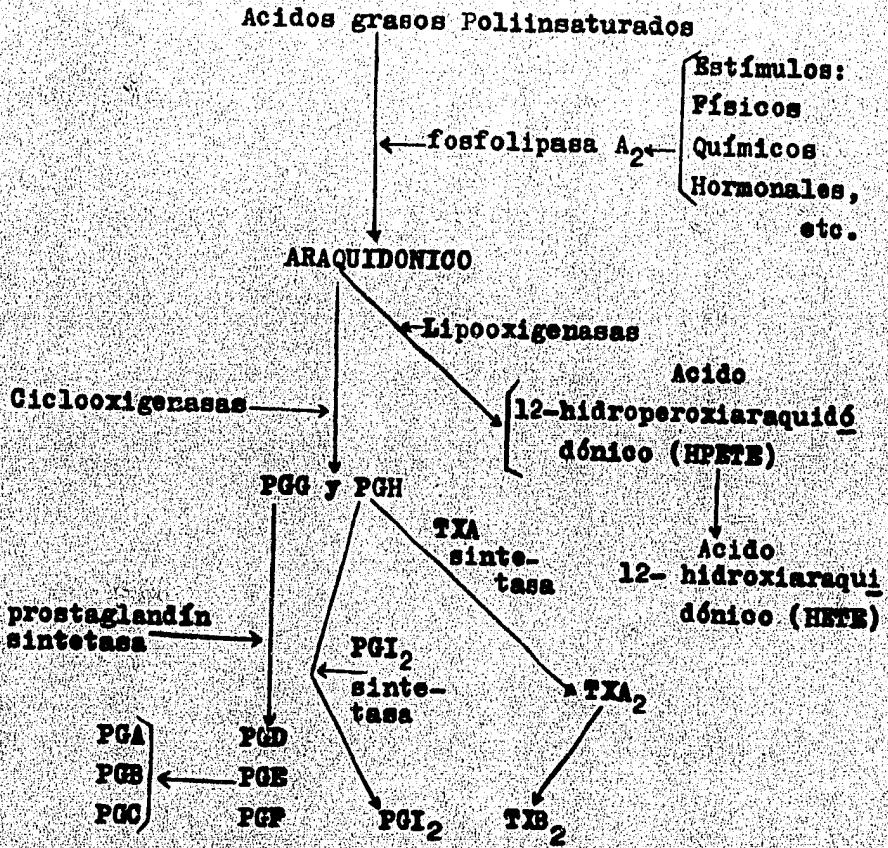 Acidos grasos Poliinsaturados
Estímulos:
Físicos
Químicos
Hormonales,
etc.
fosfolipasa A₂
ARAQUIDONICO
Lipooxigenasas
Ciclooxigenasas
Acido
12-hidroperoxiaraquidó
dónico (HPETE)
PGG y PGH
TXA
sinte-
tasa
Acido
12- hidroxiaraqui
dónico (HETE)
prostaglandín
sintetasa
PGI₂
sinte-
tasa
TXA₂
PGA
PGB
PGC
PGD
PGE
PGF
PGI₂
TXB₂